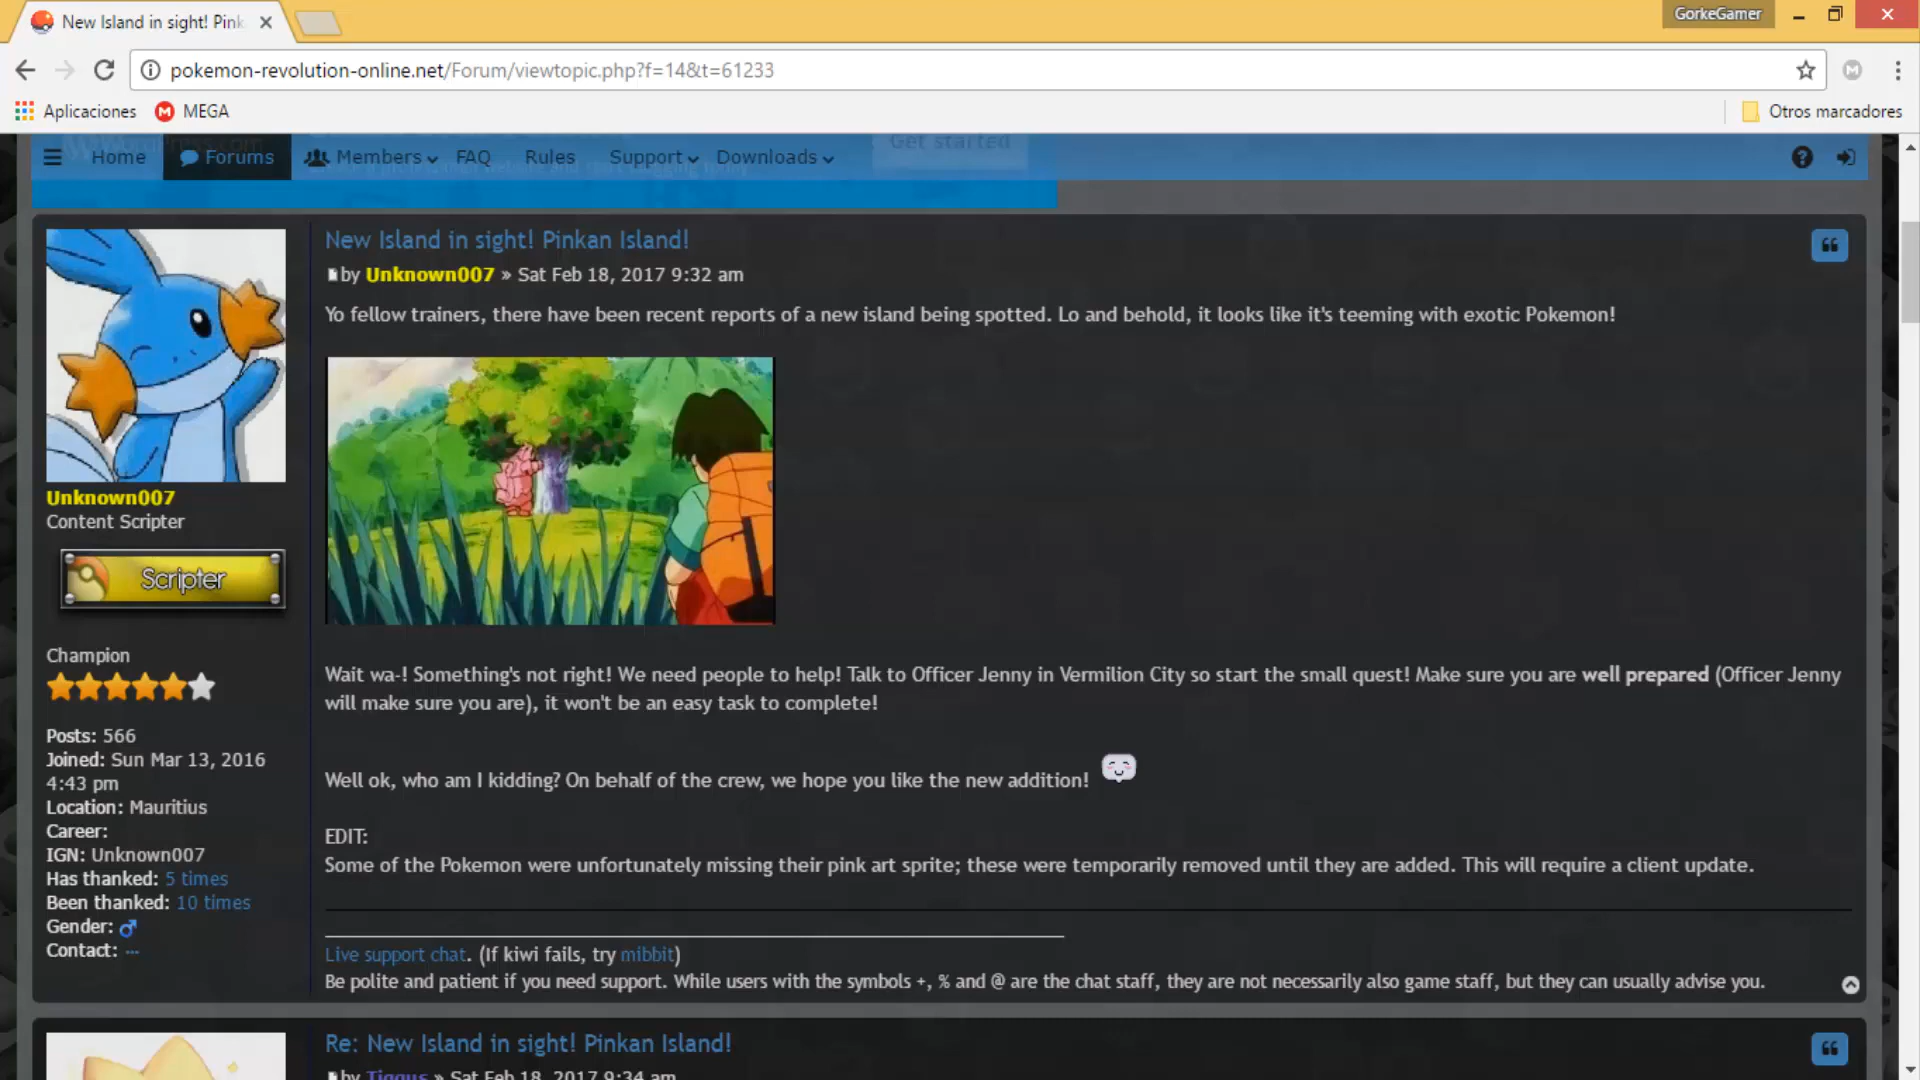 New Island in sight! Pink
GorkeGamer
pokemon-revolution-online.net/Forum/viewtopic.php?f=14&t=61233
Aplicaciones
MEGA
Otros marcadores
Get started
Home
Forums
Members
FAQ
Rules
Support
Downloads
New Island in sight! Pinkan Island!
by Unknown007 » Sat Feb 18, 2017 9:32 am
Yo fellow trainers, there have been recent reports of a new island being spotted. Lo and behold, it looks like it's teeming with exotic Pokemon!
Unknown007
Content Scripter
Scripter
Champion
Posts: 566
Joined: Sun Mar 13, 2016
4:43 pm
Location: Mauritius
Career:
IGN: Unknown007
Has thanked: 5 times
Been thanked: 10 times
Gender:
Contact:
Wait wa-! Something's not right! We need people to help! Talk to Officer Jenny in Vermilion City so start the small quest! Make sure you are well prepared (Officer Jenny
will make sure you are), it won't be an easy task to complete!
Well ok, who am I kidding? On behalf of the crew, we hope you like the new addition!
EDIT:
Some of the Pokemon were unfortunately missing their pink art sprite; these were temporarily removed until they are added. This will require a client update.
Live support chat. (If kiwi fails, try mibbit)
Be polite and patient if you need support. While users with the symbols +, % and @ are the chat staff, they are not necessarily also game staff, but they can usually advise you.
Re: New Island in sight! Pinkan Island!
by Tiggus » Sat Feb 18, 2017 9:34 am